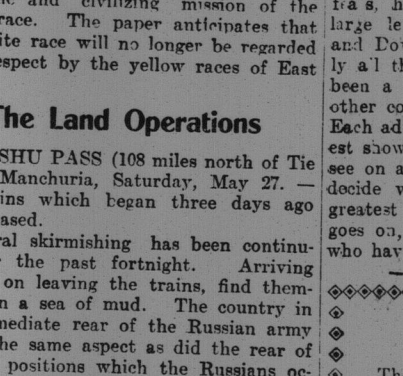 and civilizing mission of the
race. The paper anticipates that
ite race will no longer be regarded
espect by the yellow races of East
The Land Operations
SHU PASS (108 miles north of Tie
Manchuria, Saturday, May 27. —
ins which began three days ago
ased.
ral skirmishing has been continu-
the past fortnight. Arriving
on leaving the trains, find them-
n a sea of mud. The country in
mediate rear of the Russian army
he same aspect as did the rear of
positions which the Russians oc-
large le
and Do
ly a'l t
been a
other co
Each ad
est show
see on a
decide w
greatest
goes on,
who hav
Th